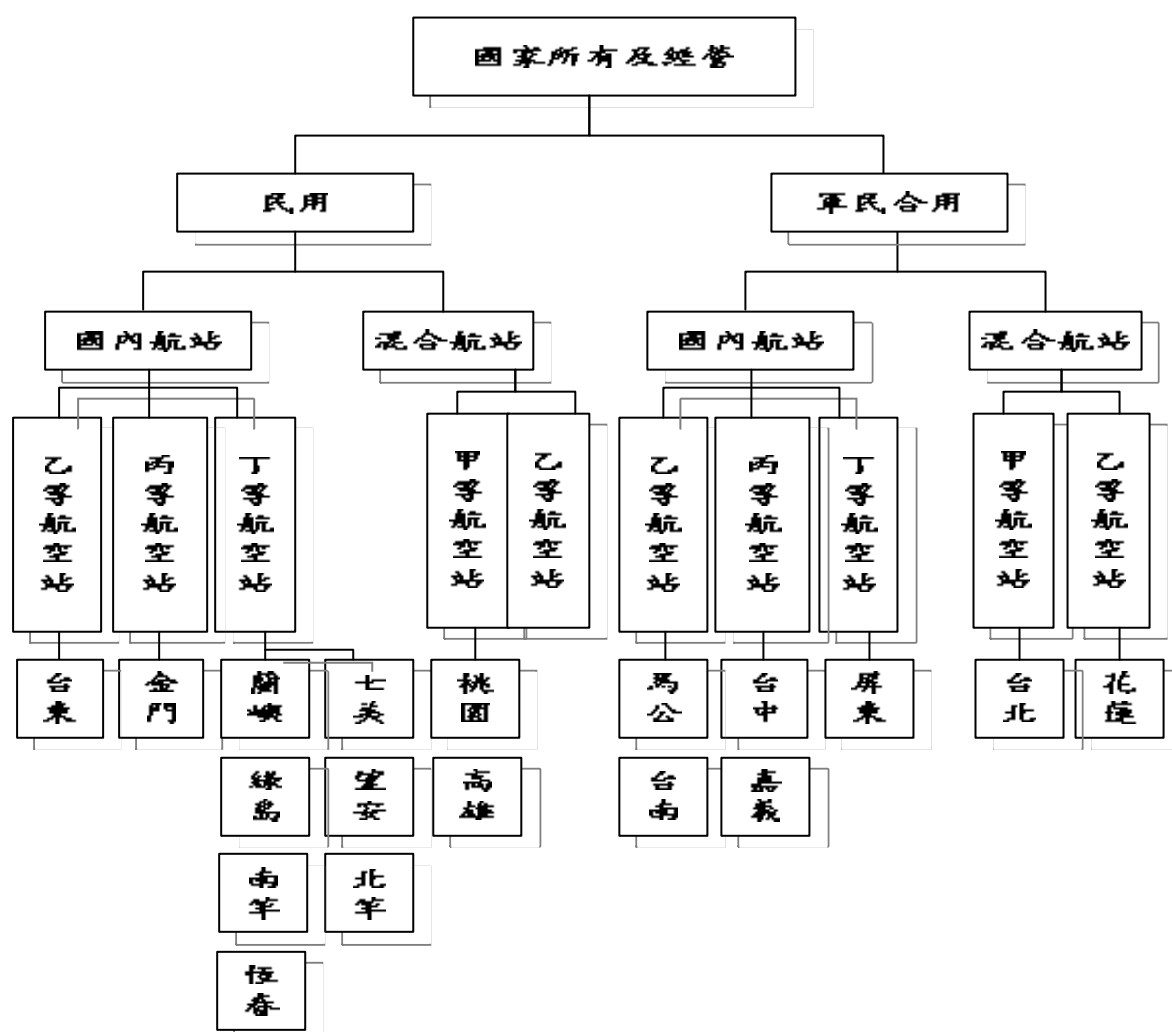 國家所有及經營
民用
軍民合用
國內航站
混合航站
國內航站
混合航站
乙等航空站
丙等航空站
丁等航空站
甲等航空站
乙等航空站
乙等航空站
丙等航空站
丁等航空站
甲等航空站
乙等航空站
台東
金門
蘭嶼
七美
桃園
馬公
台中
屏東
台北
花蓮
綠島
望安
高雄
台南
嘉義
南竿
北竿
恆春